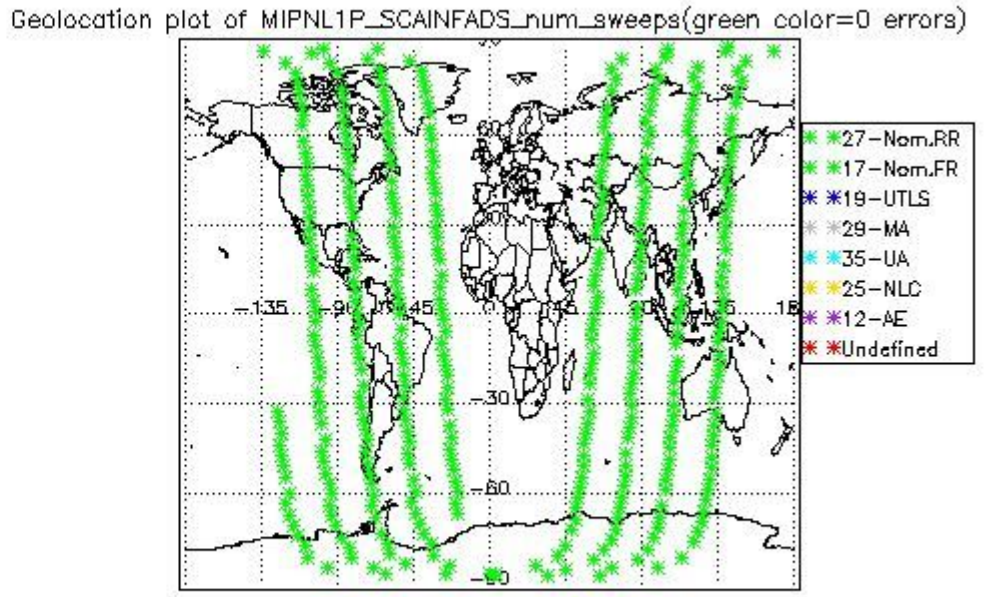 Geolocation plot of MIPNL1P_SCAINFADS_num_sweeps(green color=0 errors)
60
-135 -90 -45
-30
-60
27-Nom.RR
17-Nom.FR
19-UTLS
29-MA
35-UA
25-NLC
12-AE
Undefined